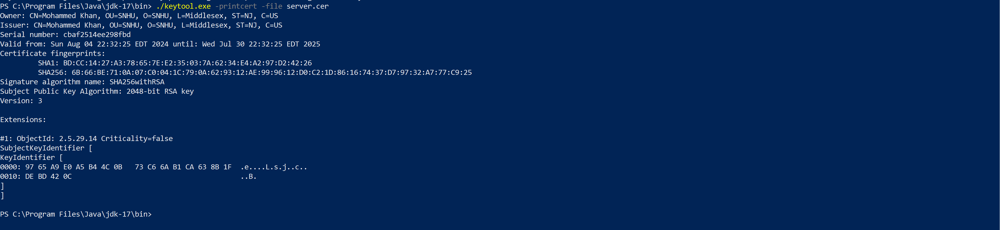 PS C:\Program Files\Java\jdk-17\bin> ./keytool.exe -printcert -file server.cer
Owner: CN=Mohammed Khan, OU=SNHU, O=SNHU, L=Middlesex, ST=NJ, C=US
Issuer: CN=Mohammed Khan, OU=SNHU, O=SNHU, L=Middlesex, ST=NJ, C=US
Serial number: cbaf2514ee298fbd
Valid from: Sun Aug 04 22:32:25 EDT 2024 until: Wed Jul 30 22:32:25 EDT 2025
Certificate fingerprints:
         SHA1: BD:CC:14:27:A3:78:65:7E:E2:35:03:7A:62:34:E4:A2:97:D2:42:26
         SHA256: 6B:66:BE:71:0A:07:C0:04:1C:79:0A:62:93:12:AE:99:96:12:D0:C2:1D:86:16:74:37:D7:97:32:A7:77:C9:25
Signature algorithm name: SHA256withRSA
Subject Public Key Algorithm: 2048-bit RSA key
Version: 3

Extensions:

#1: ObjectId: 2.5.29.14 Criticality=false
SubjectKeyIdentifier [
KeyIdentifier [
0000: 97 65 A9 E0 A5 B4 4C 0B   73 C6 6A B1 CA 63 8B 1F  .e....L.s.j..c..
0010: DE BD 42 0C                                        ..B.
]
]

PS C:\Program Files\Java\jdk-17\bin>